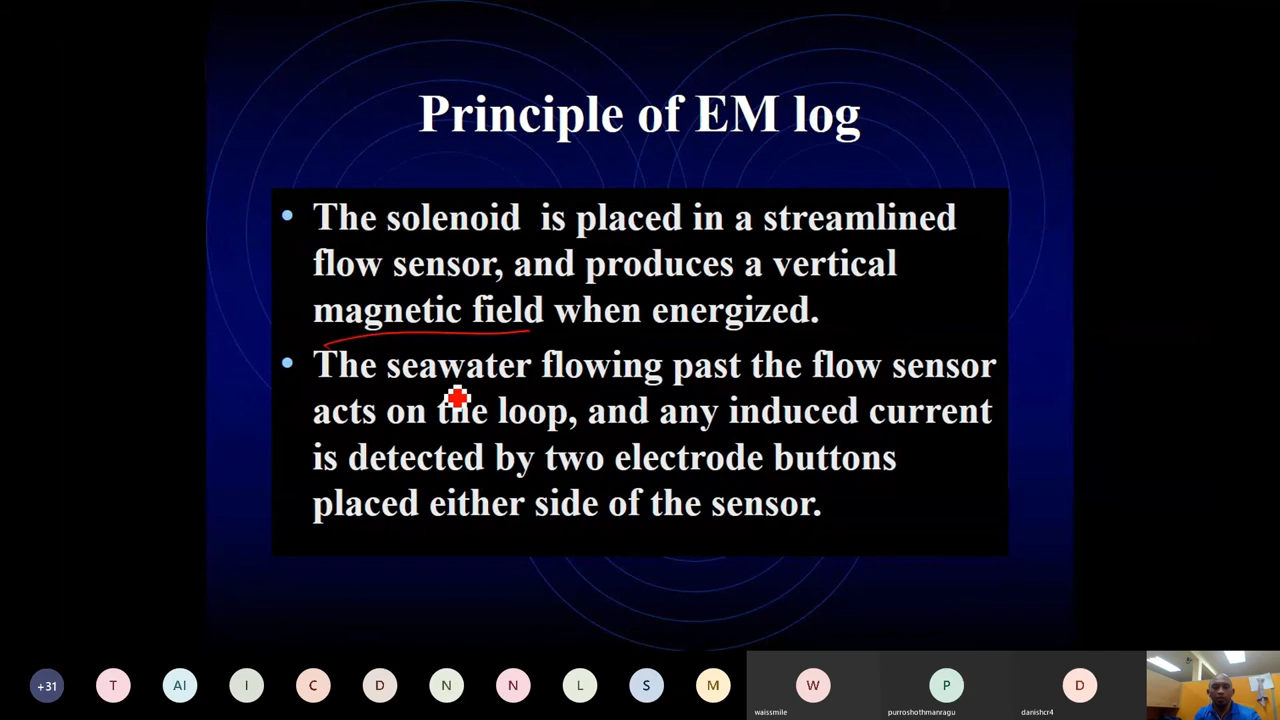 Principle of EM log
• The solenoid is placed in a streamlined
flow sensor, and produces a vertical
magnetic field when energized.
• The seawater flowing past the flow sensor
acts on the loop, and any induced current
is detected by two electrode buttons
placed either side of the sensor.
+31 T AI I C D N N L S M W P D
waissmile purroshothmanragu danishcr4